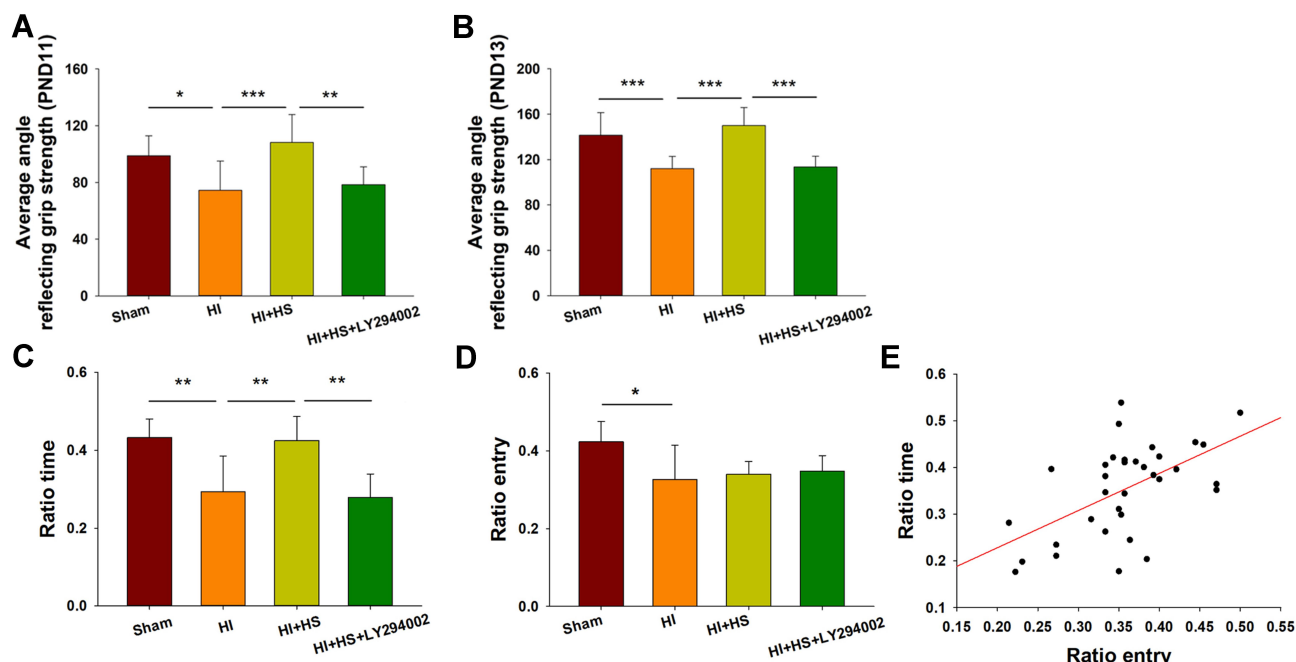 A
Average angle
reflecting grip strength (PND11)
160
120
80
40
0
* *** **
Sham HI HI+HS HI+HS+LY294002
B
Average angle
reflecting grip strength (PND13)
200
160
120
80
40
0
*** *** ***
Sham HI HI+HS HI+HS+LY294002
C
Ratio time
0.6
0.4
0.2
0.0
** ** **
Sham HI HI+HS HI+HS+LY294002
D
Ratio entry
0.6
0.4
0.2
0.0
*
Sham HI HI+HS HI+HS+LY294002
E
Ratio time
0.6
0.5
0.4
0.3
0.2
0.1
0.15 0.20 0.25 0.30 0.35 0.40 0.45 0.50 0.55
Ratio entry